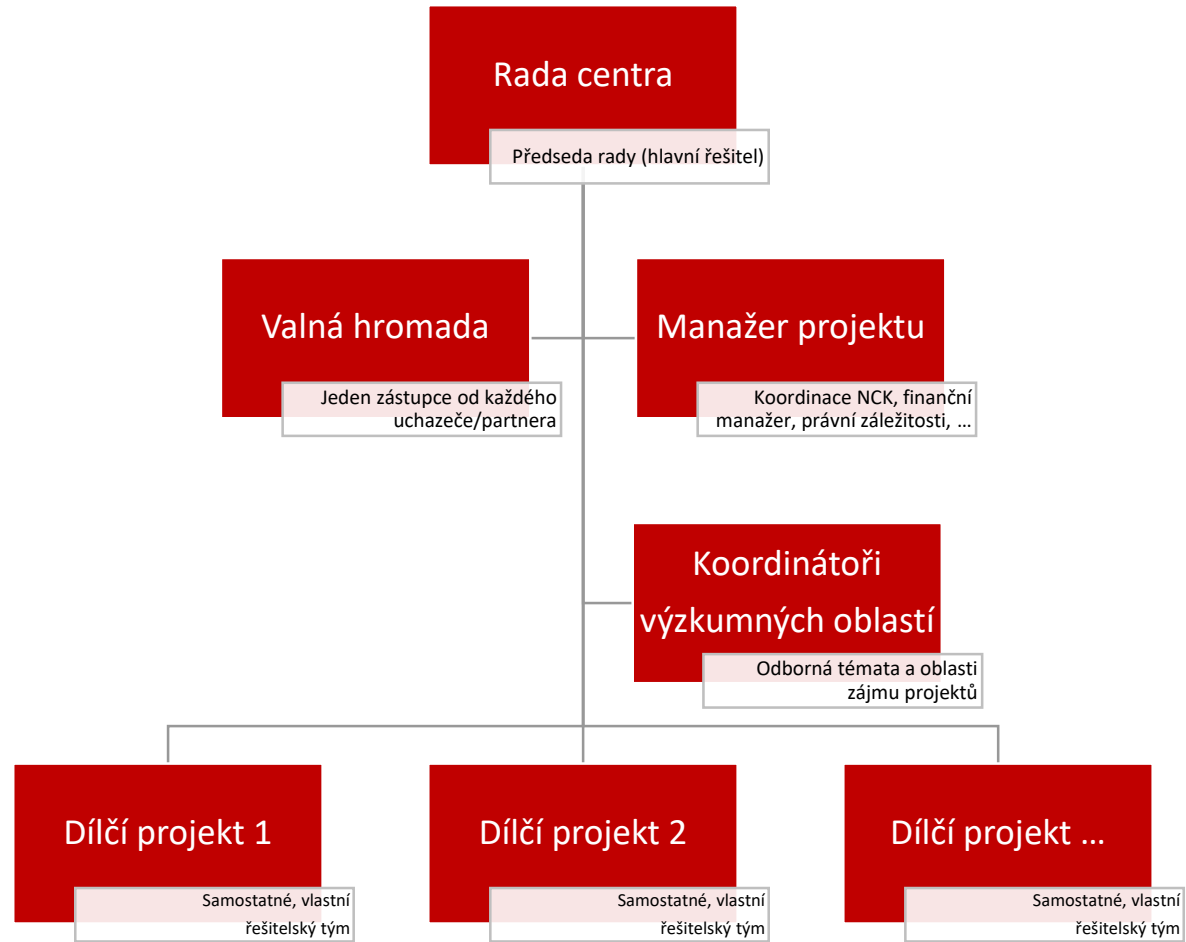 Rada centra
Předseda rady (hlavní řešitel)
Valná hromada
Jeden zástupce od každého
uchazeče/partnera
Manažer projektu
Koordinace NCK, finanční
manažer, právní záležitosti, ...
Koordinátoři
výzkumných oblastí
Odborná témata a oblasti
zájmu projektů
Dílčí projekt 1
Samostatné, vlastní
řešitelský tým
Dílčí projekt 2
Samostatné, vlastní
řešitelský tým
Dílčí projekt ...
Samostatné, vlastní
řešitelský tým